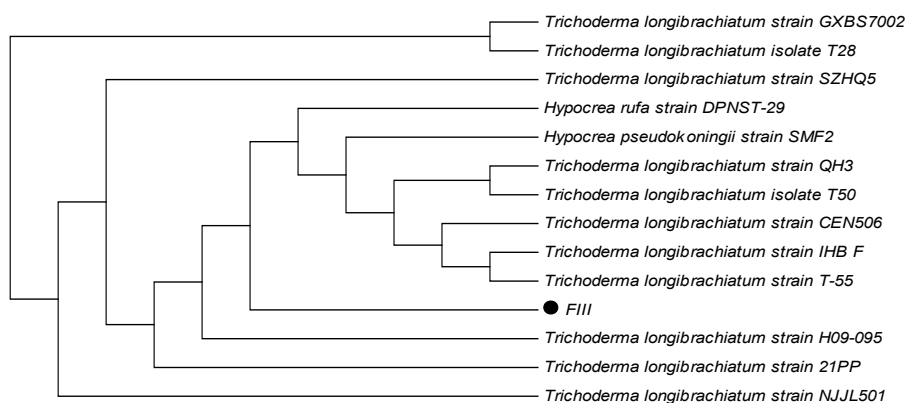 Trichoderma longibrachiatum strain GXBS7002
Trichoderma longibrachiatum isolate T28
Trichoderma longibrachiatum strain SZHQ5
Hypocrea rufa strain DPNST-29
Hypocrea pseudokoningii strain SMF2
Trichoderma longibrachiatum strain QH3
Trichoderma longibrachiatum isolate T50
Trichoderma longibrachiatum strain CEN506
Trichoderma longibrachiatum strain IHB F
Trichoderma longibrachiatum strain T-55
FIII
Trichoderma longibrachiatum strain H09-095
Trichoderma longibrachiatum strain 21PP
Trichoderma longibrachiatum strain NJJL501